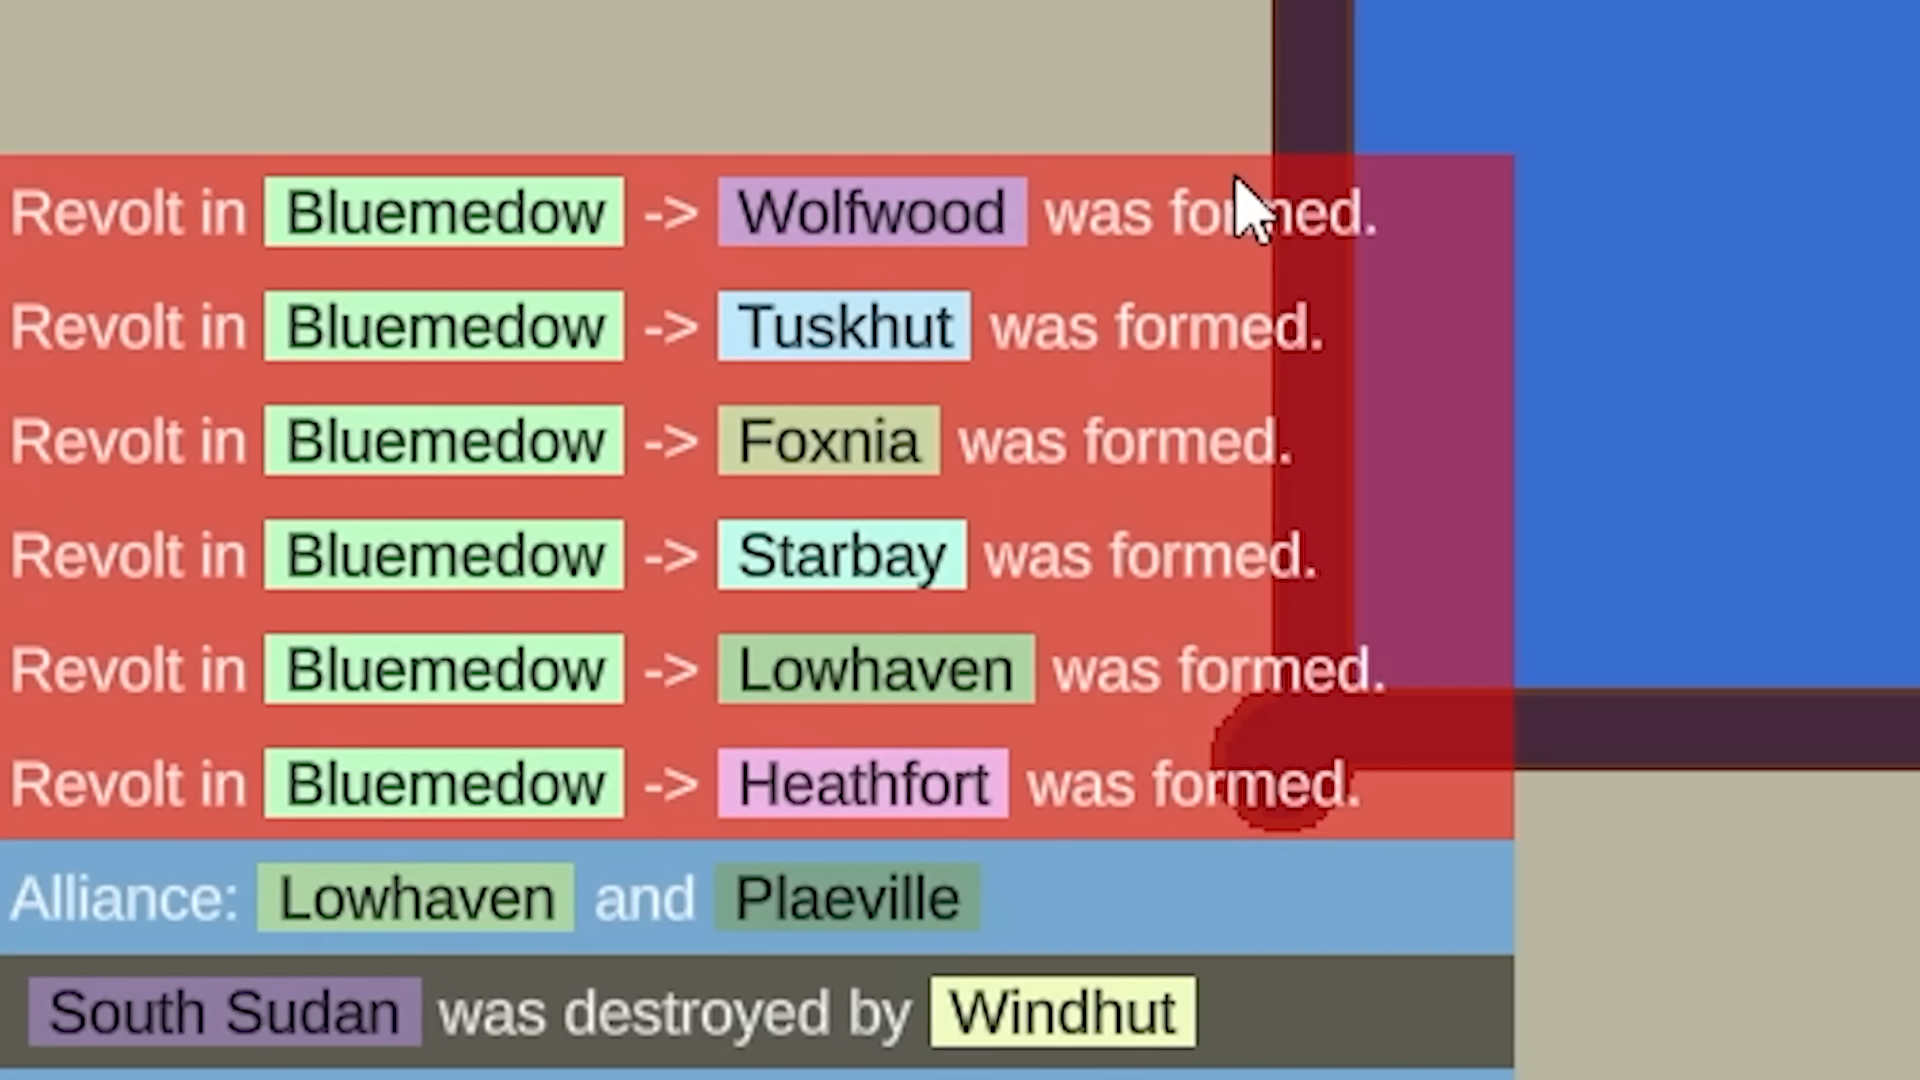 Revolt in Bluemedow -> Wolfwood was formed.
Revolt in Bluemedow -> Tuskhut was formed.
Revolt in Bluemedow -> Foxnia was formed.
Revolt in Bluemedow -> Starbay was formed.
Revolt in Bluemedow -> Lowhaven was formed.
Revolt in Bluemedow -> Heathfort was formed.
Alliance: Lowhaven and Plaeville
South Sudan was destroyed by Windhut